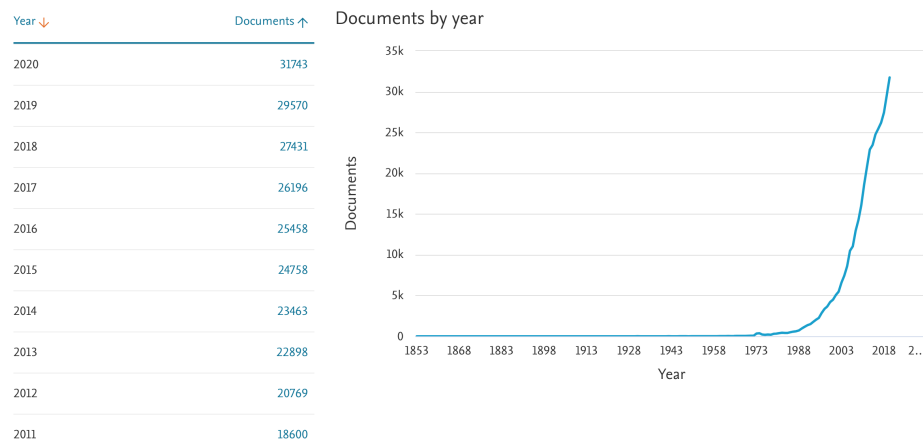 Year Documents
2020 31743
2019 29570
2018 27431
2017 26196
2016 25458
2015 24758
2014 23463
2013 22898
2012 20769
2011 18600
Documents by year
35k
30k
25k
20k
15k
10k
5k
0
Documents
1853 1868 1883 1898 1913 1928 1943 1958 1973 1988 2003 2018 2...
Year